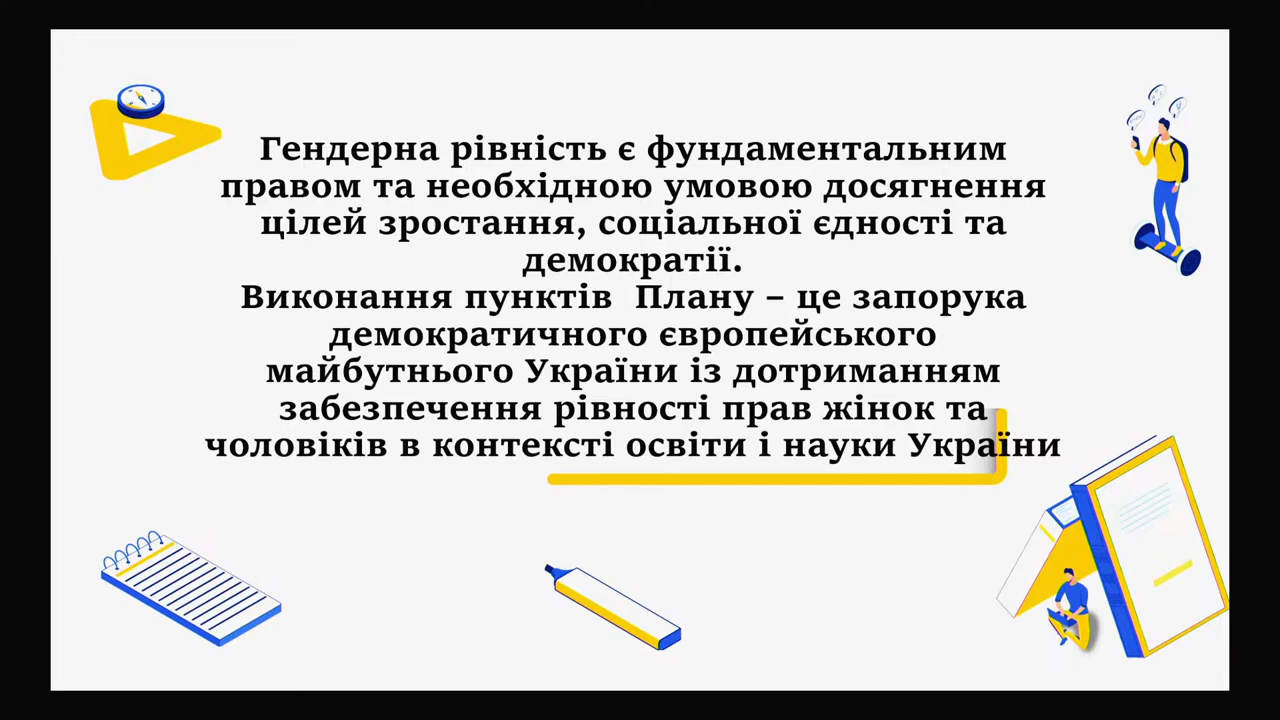 Гендерна рівність є фундаментальним
правом та необхідною умовою досягнення
цілей зростання, соціальної єдності та
демократії.
Виконання пунктів  Плану – це запорука
демократичного європейського
майбутнього України із дотриманням
забезпечення рівності прав жінок та
чоловіків в контексті освіти і науки України